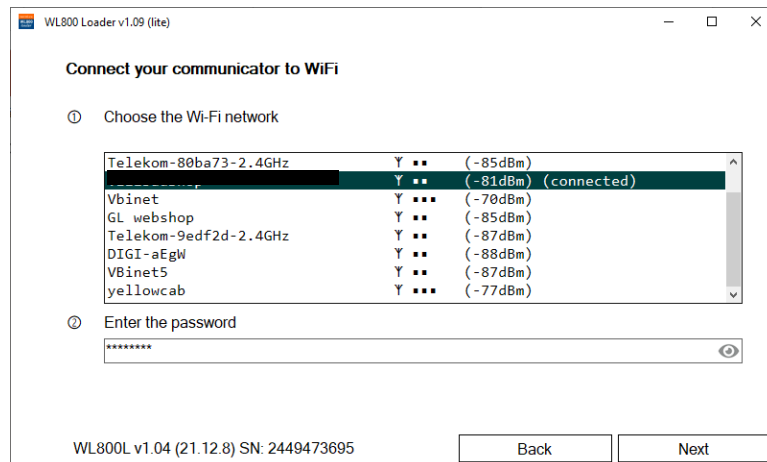 WL800 Loader v1.09 (lite)
Connect your communicator to WiFi
① Choose the Wi-Fi network
Telekom-80ba73-2.4GHz (-85dBm)
(-81dBm) (connected)
Vbinet (-70dBm)
GL webshop (-85dBm)
Telekom-9edf2d-2.4GHz (-87dBm)
DIGI-aEgW (-88dBm)
VBinet5 (-87dBm)
yellowcab (-77dBm)
② Enter the password
********
WL800L v1.04 (21.12.8) SN: 2449473695 Back Next